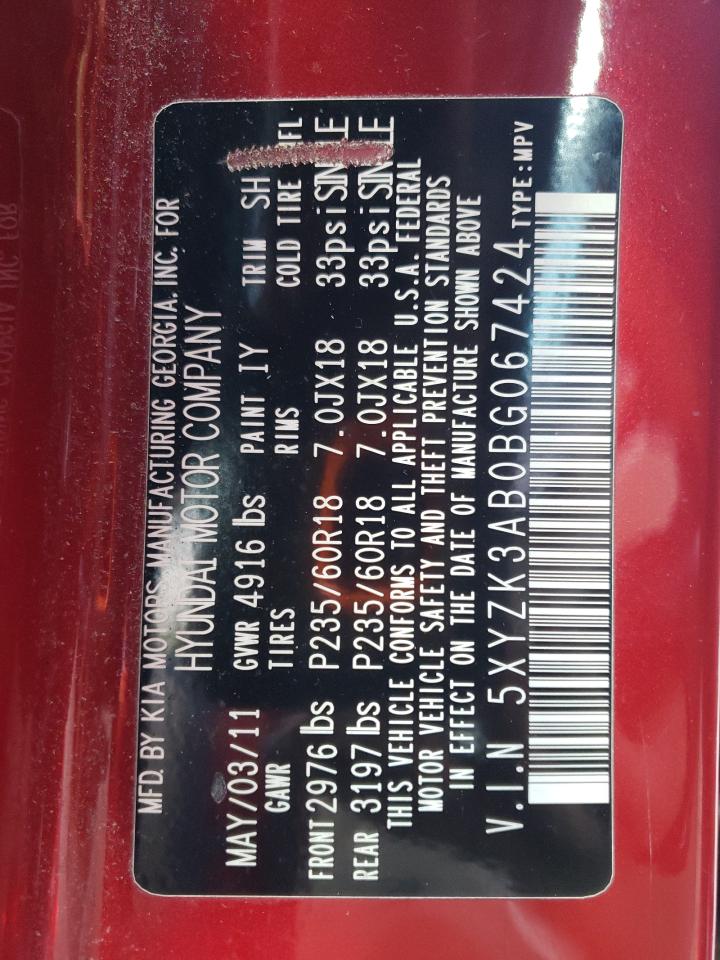 MFD. BY KIA MOTORS MANUFACTURING GEORGIA. INC. FOR
HYUNDAI MOTOR COMPANY
MAY/03/11 GVWR 4916 lbs PAINT IY TRIM SH
GAWR TIRES RIMS COLD TIRE
FRONT 2976 lbs P235/60R18 7.0JX18 33psi
REAR 3197 lbs P235/60R18 7.0JX18 33psi
THIS VEHICLE CONFORMS TO ALL APPLICABLE U.S.A. FEDERAL
MOTOR VEHICLE SAFETY AND THEFT PREVENTION STANDARDS
IN EFFECT ON THE DATE OF MANUFACTURE SHOWN ABOVE
V.I.N 5XYZK3AB0BG067424 TYPE:MPV